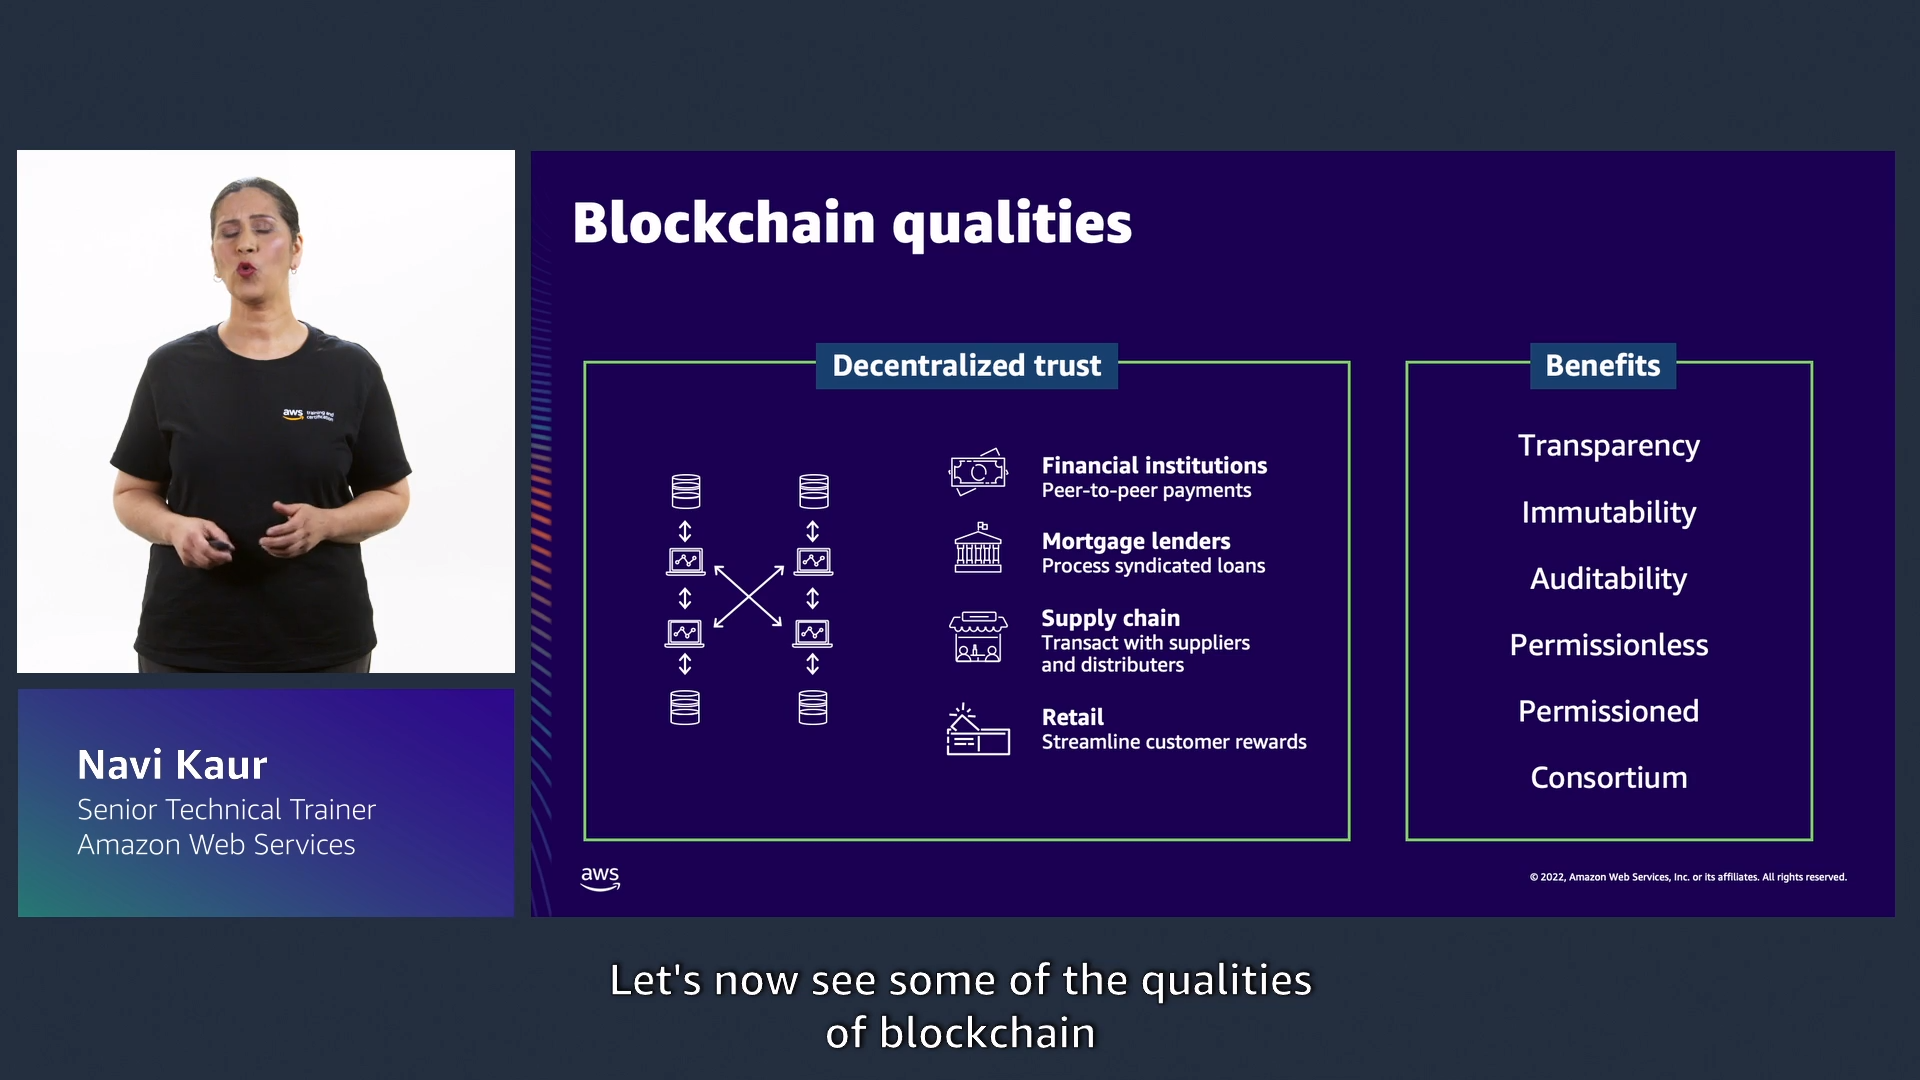 Blockchain qualities
Decentralized trust
Financial institutions
Peer-to-peer payments
Mortgage lenders
Process syndicated loans
Supply chain
Transact with suppliers
and distributers
Retail
Streamline customer rewards
Benefits
Transparency
Immutability
Auditability
Permissionless
Permissioned
Consortium
aws
© 2022, Amazon Web Services, Inc. or its affiliates. All rights reserved.
aws training and
certification
Navi Kaur
Senior Technical Trainer
Amazon Web Services
Let's now see some of the qualities
of blockchain